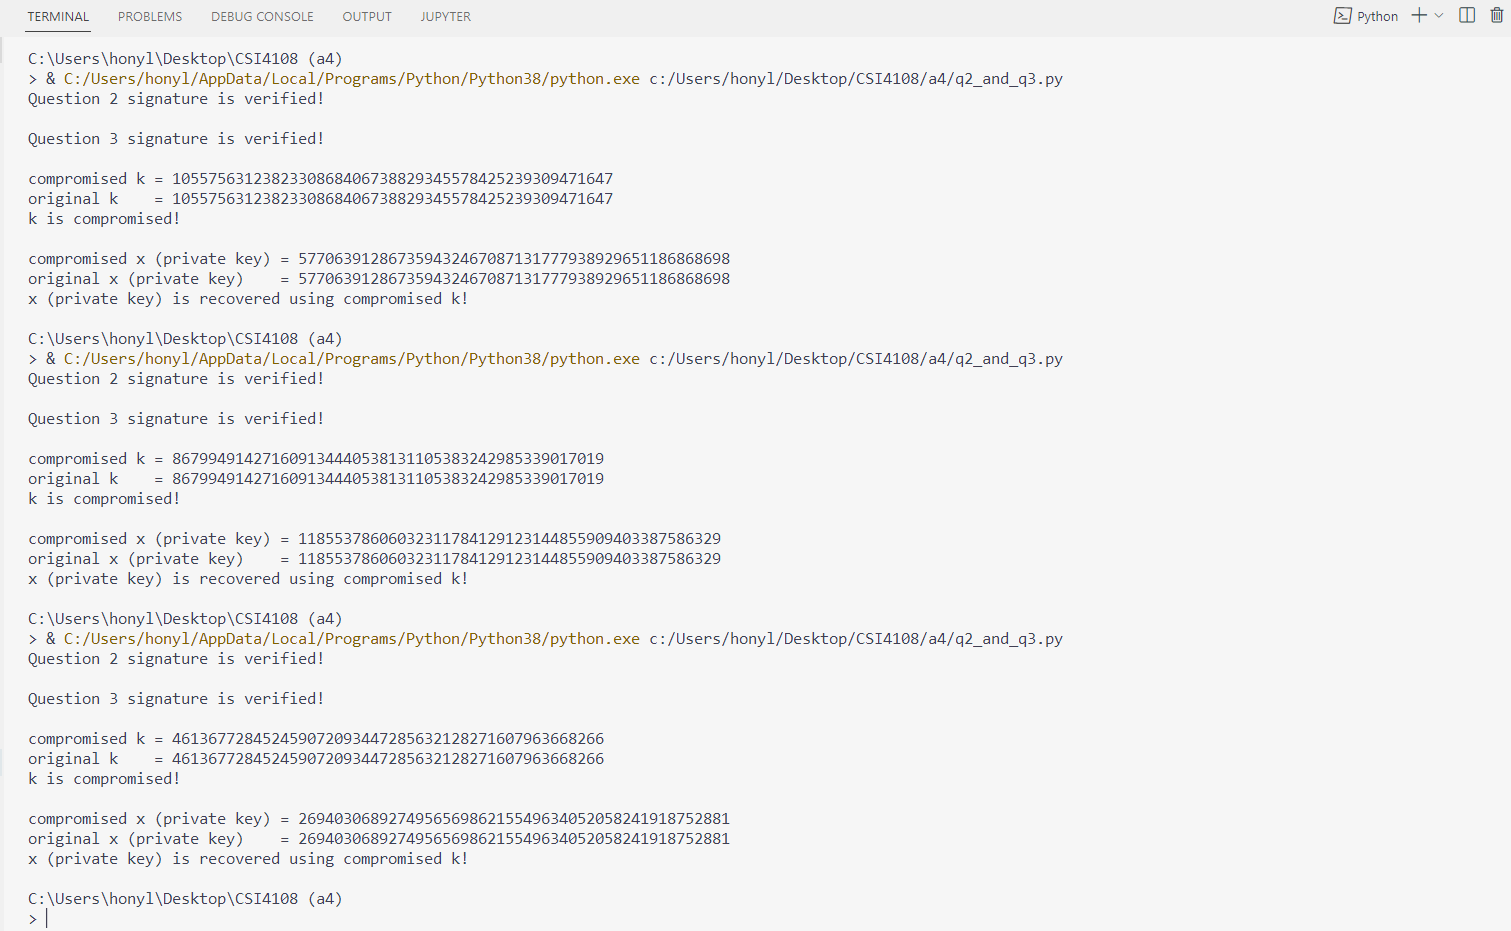 TERMINAL PROBLEMS DEBUG CONSOLE OUTPUT JUPYTER Python
C:\Users\honyl\Desktop\CSI4108 (a4)
> & C:/Users/honyl/AppData/Local/Programs/Python/Python38/python.exe c:/Users/honyl/Desktop/CSI4108/a4/q2_and_q3.py
Question 2 signature is verified!
Question 3 signature is verified!
compromised k = 1055756312382330868406738829345578425239309471647
original k    = 1055756312382330868406738829345578425239309471647
k is compromised!
compromised x (private key) = 577063912867359432467087131777938929651186868698
original x (private key)    = 577063912867359432467087131777938929651186868698
x (private key) is recovered using compromised k!
C:\Users\honyl\Desktop\CSI4108 (a4)
> & C:/Users/honyl/AppData/Local/Programs/Python/Python38/python.exe c:/Users/honyl/Desktop/CSI4108/a4/q2_and_q3.py
Question 2 signature is verified!
Question 3 signature is verified!
compromised k = 867994914271609134440538131105383242985339017019
original k    = 867994914271609134440538131105383242985339017019
k is compromised!
compromised x (private key) = 11855378606032311784129123144855909403387586329
original x (private key)    = 11855378606032311784129123144855909403387586329
x (private key) is recovered using compromised k!
C:\Users\honyl\Desktop\CSI4108 (a4)
> & C:/Users/honyl/AppData/Local/Programs/Python/Python38/python.exe c:/Users/honyl/Desktop/CSI4108/a4/q2_and_q3.py
Question 2 signature is verified!
Question 3 signature is verified!
compromised k = 461367728452459072093447285632128271607963668266
original k    = 461367728452459072093447285632128271607963668266
k is compromised!
compromised x (private key) = 269403068927495656986215549634052058241918752881
original x (private key)    = 269403068927495656986215549634052058241918752881
x (private key) is recovered using compromised k!
C:\Users\honyl\Desktop\CSI4108 (a4)
>